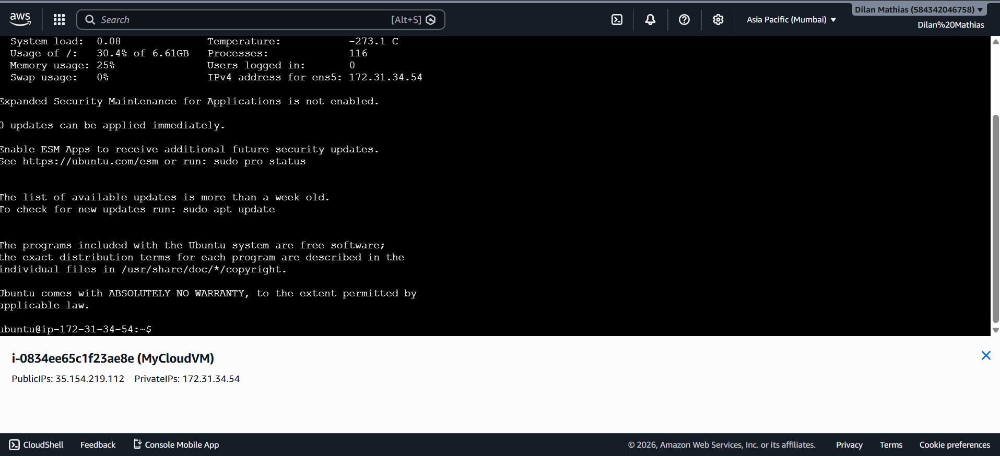 aws
Search [Alt+S]
Asia Pacific (Mumbai) ▼
Dilan Mathias (584342046758) ▼
Dilan%20Mathias
System load: 0.08 Temperature: -273.1 C
Usage of /: 30.4% of 6.61GB Processes: 116
Memory usage: 25% Users logged in: 0
Swap usage: 0% IPv4 address for ens5: 172.31.34.54
Expanded Security Maintenance for Applications is not enabled.
0 updates can be applied immediately.
Enable ESM Apps to receive additional future security updates.
See https://ubuntu.com/esm or run: sudo pro status
The list of available updates is more than a week old.
To check for new updates run: sudo apt update
The programs included with the Ubuntu system are free software;
the exact distribution terms for each program are described in the
individual files in /usr/share/doc/*/copyright.
Ubuntu comes with ABSOLUTELY NO WARRANTY, to the extent permitted by
applicable law.
ubuntu@ip-172-31-34-54:~$
i-0834ee65c1f23ae8e (MyCloudVM)
PublicIPs: 35.154.219.112 PrivateIPs: 172.31.34.54
CloudShell Feedback Console Mobile App © 2026, Amazon Web Services, Inc. or its affiliates. Privacy Terms Cookie preferences